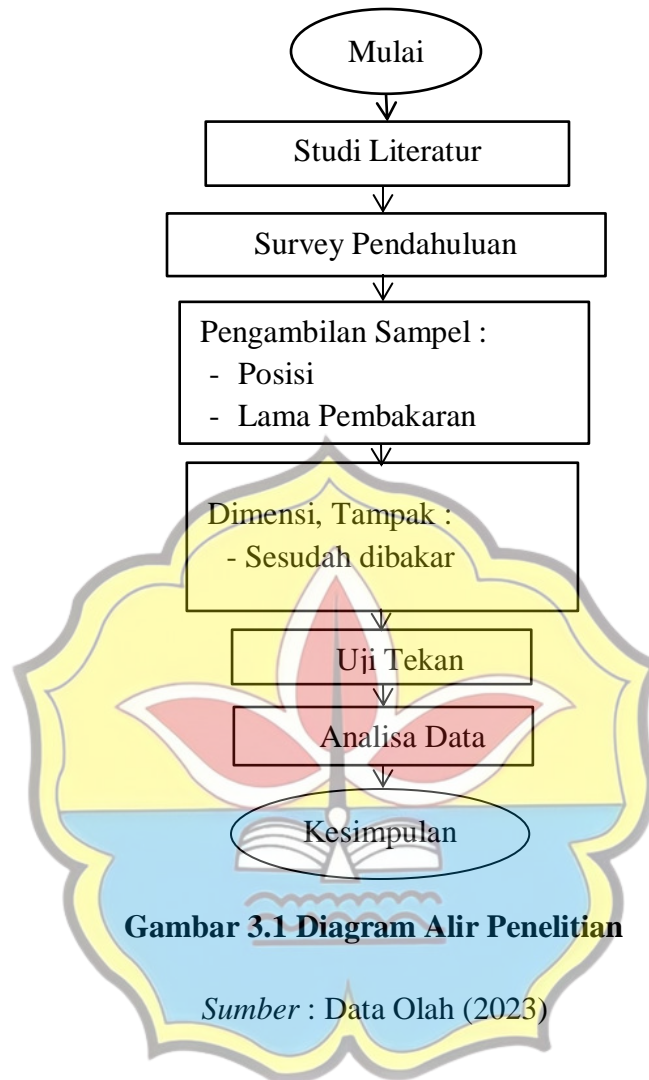 Mulai
Studi Literatur
Survey Pendahuluan
Pengambilan Sampel :
- Posisi
- Lama Pembakaran
Dimensi, Tampak :
- Sesudah dibakar
Uji Tekan
Analisa Data
Kesimpulan
Gambar 3.1 Diagram Alir Penelitian
Sumber : Data Olah (2023)